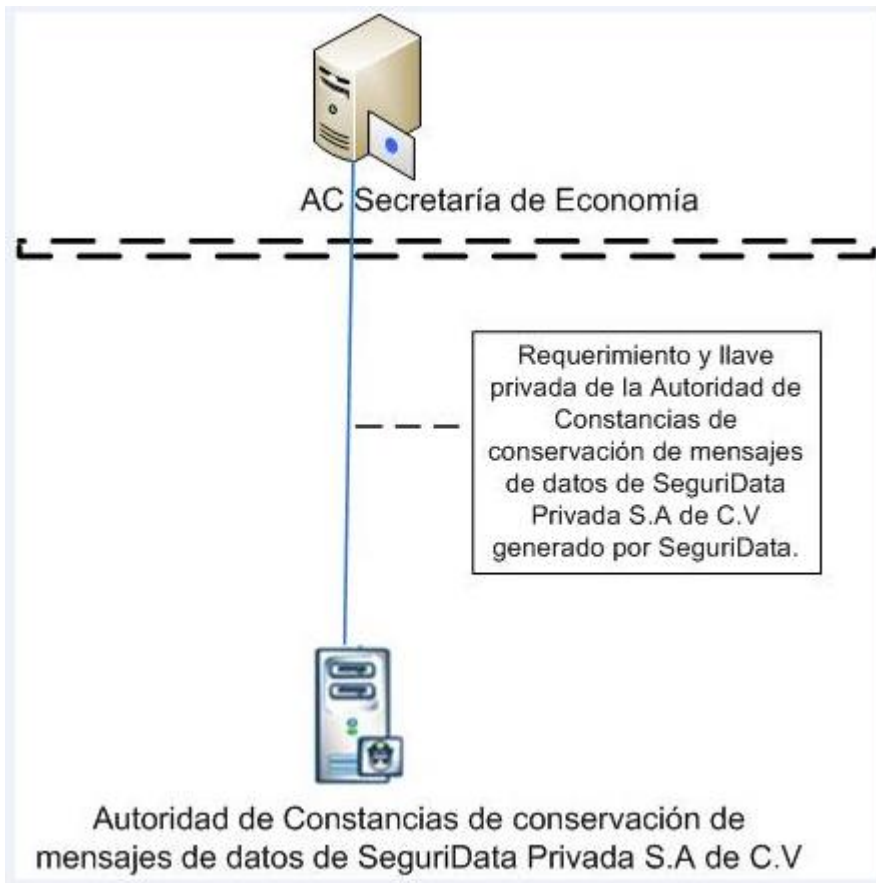 AC Secretaría de Economía
Requerimiento y llave
privada de la Autoridad de
Constancias de
conservación de mensajes
de datos de SeguriData
Privada S.A de C.V
generado por SeguriData.
Autoridad de Constancias de conservación de
mensajes de datos de SeguriData Privada S.A de C.V